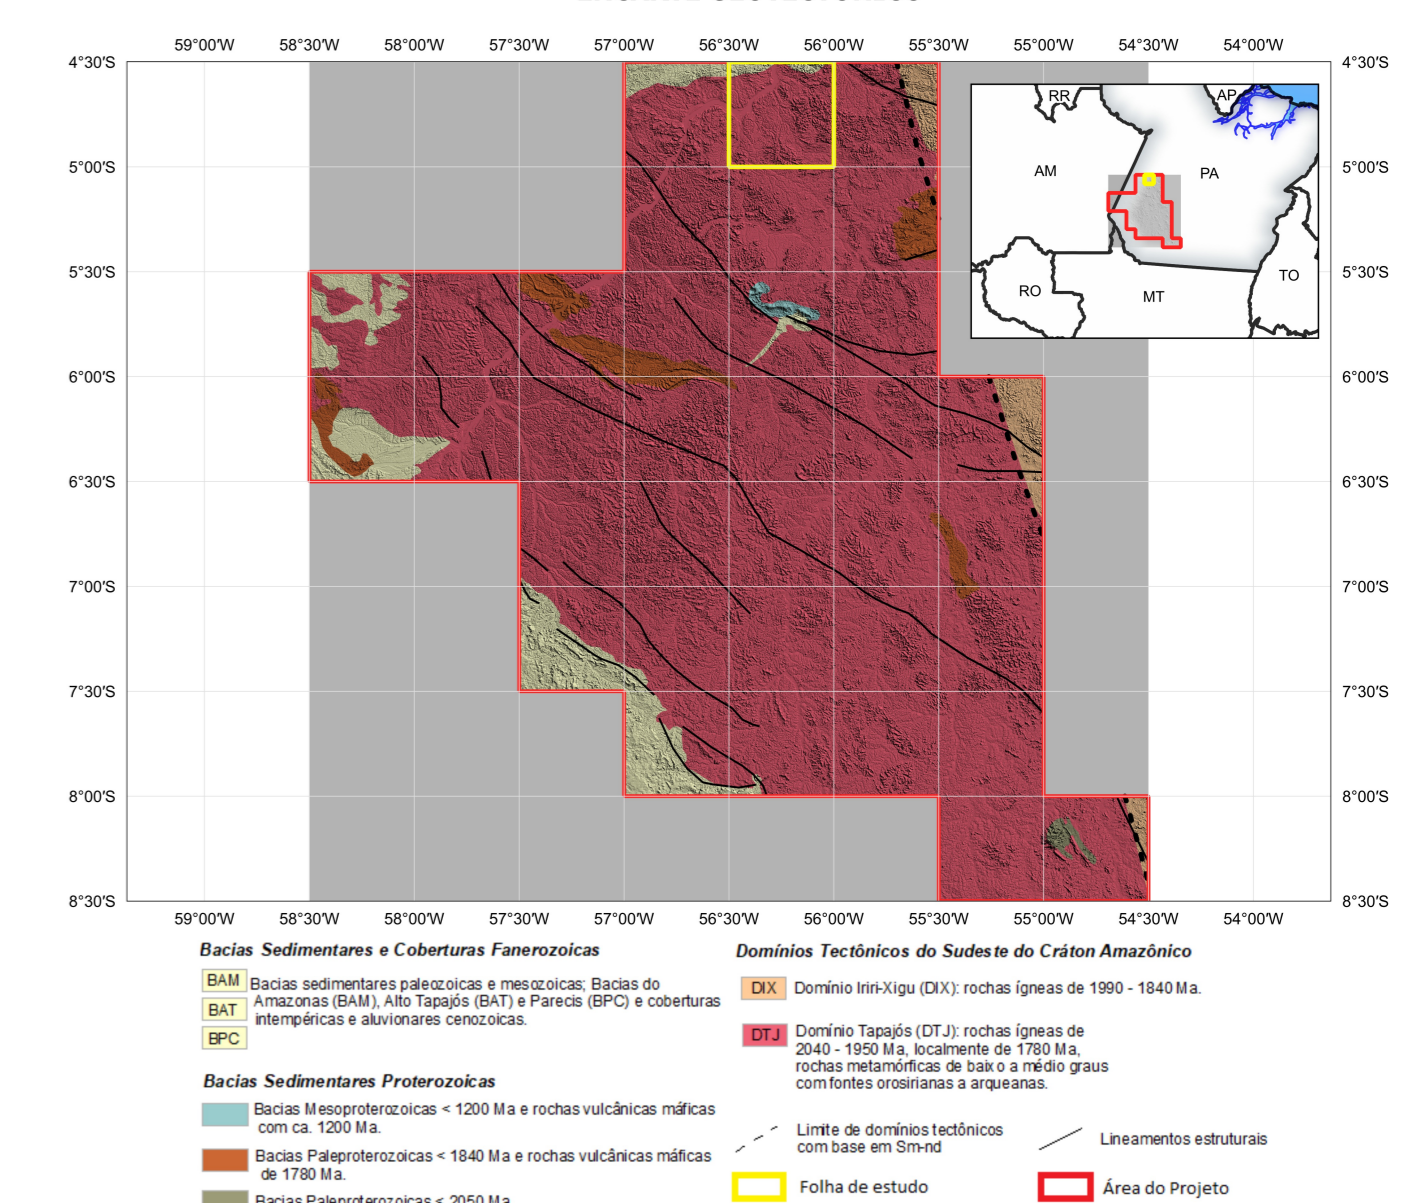 59°00'W 58°30'W 58°00'W 57°30'W 57°00'W 56°30'W 56°00'W 55°30'W 55°00'W 54°30'W 54°00'W
4°30'S 4°30'S
RR AP
5°00'S AM PA 5°00'S
5°30'S RO MT TO 5°30'S
6°00'S 6°00'S
6°30'S 6°30'S
7°00'S 7°00'S
7°30'S 7°30'S
8°00'S 8°00'S
8°30'S 8°30'S
59°00'W 58°30'W 58°00'W 57°30'W 57°00'W 56°30'W 56°00'W 55°30'W 55°00'W 54°30'W 54°00'W
Bacias Sedimentares e Coberturas Fanerozoicas
BAM
BAT
BPC
Bacias sedimentares paleozoicas e mesozoicas; Bacias do
Amazonas (BAM), Alto Tapajós (BAT) e Parecis (BPC) e coberturas
intempéricas e aluvionares cenozoicas.
Bacias Sedimentares Proterozoicas
Bacias Mesoproterozoicas < 1200 Ma e rochas vulcânicas máficas
com ca. 1200 Ma.
Bacias Paleproterozoicas < 1840 Ma e rochas vulcânicas máficas
de 1780 Ma.
Bacias Paleproterozoicas < 2050 Ma
Domínios Tectônicos do Sudeste do Cráton Amazônico
DIX Domínio Iriri-Xigu (DIX): rochas ígneas de 1990 - 1840 Ma.
DTJ Domínio Tapajós (DTJ): rochas ígneas de
2040 - 1950 Ma, localmente de 1780 Ma,
rochas metamórficas de baixo a médio graus
com fontes orosirianas a arqueanas.
Limite de domínios tectônicos
com base em Sm-nd
Lineamentos estruturais
Folha de estudo
Área do Projeto